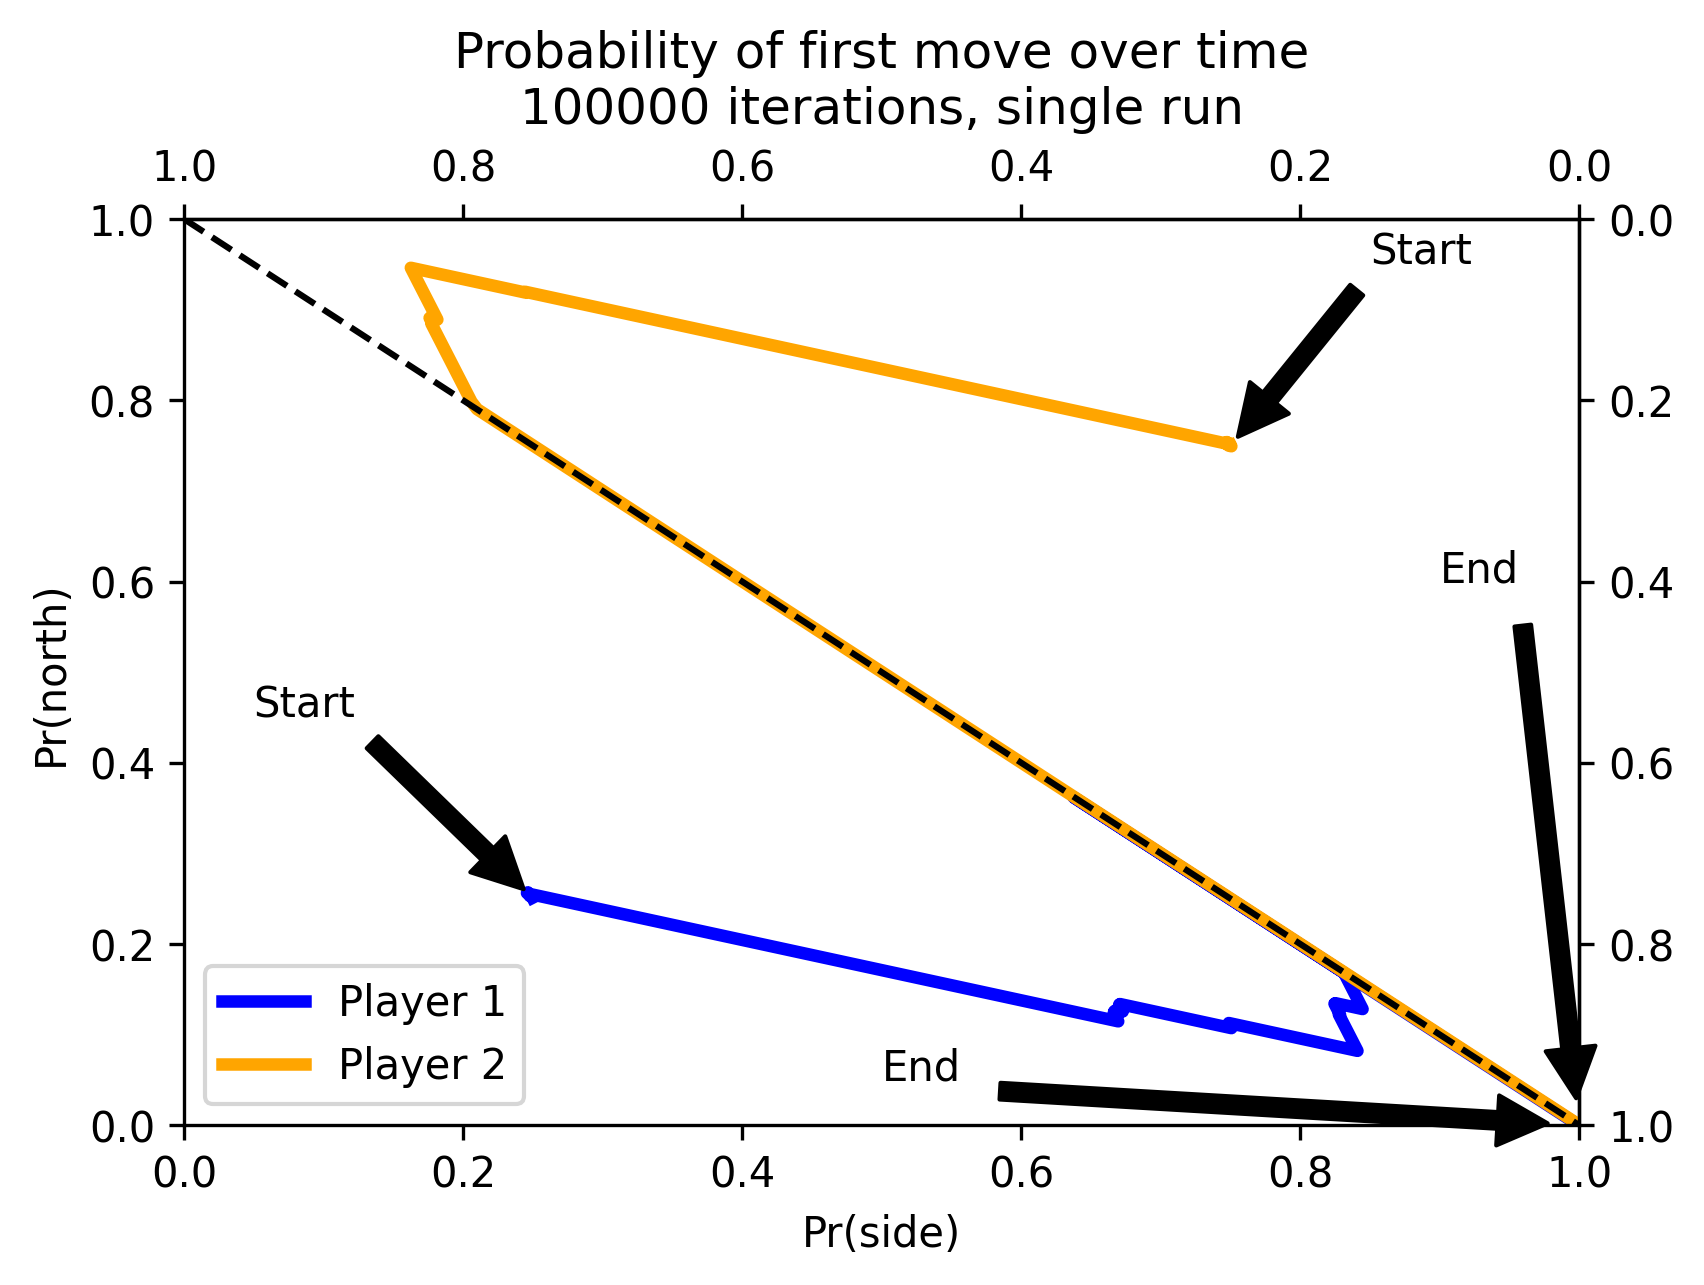 Probability of first move over time
100000 iterations, single run
1.0 0.8 0.6 0.4 0.2 0.0
1.0 0.0
Start
0.8 0.2
End
0.6 0.4
Pr(north)
Start
0.4 0.6
0.2 0.8
Player 1
End
Player 2
0.0 1.0
0.0 0.2 0.4 0.6 0.8 1.0
Pr(side)